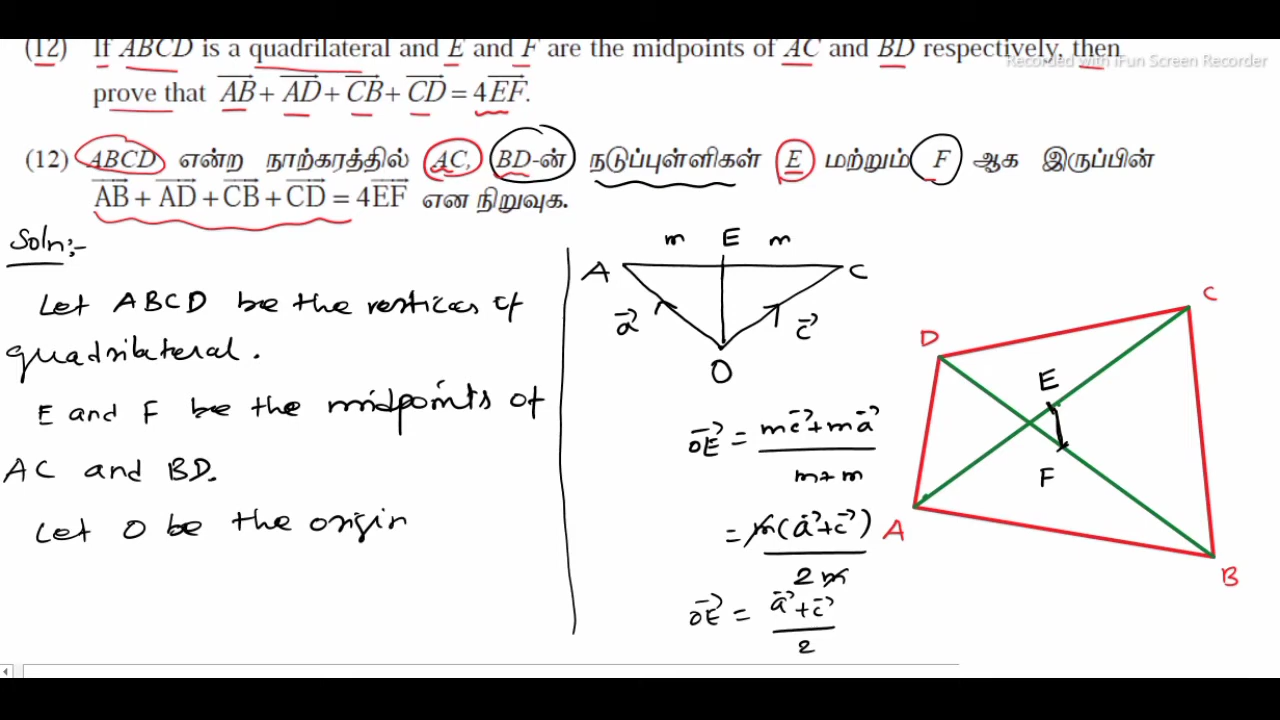 (12) If ABCD is a quadrilateral and E and F are the midpoints of AC and BD respectively, then
Recorded with iFun Screen Recorder
prove that AB⃗ + AD⃗ + CB⃗ + CD⃗ = 4EF⃗.
(12) ABCD என்ற நாற்கரத்தில் AC, BD-ன் நடுப்புள்ளிகள் E மற்றும் F ஆக இருப்பின்
AB⃗ + AD⃗ + CB⃗ + CD⃗ = 4EF⃗ என நிறுவுக.
Soln:-
Let ABCD be the vertices of
quadrilateral.
E and F be the midpoints of
AC and BD.
Let O be the origin
m E m
A C
a⃗ c⃗
O
OE⃗ = mc⃗ + ma⃗ / m+m
= m(a⃗ + c⃗) / 2m
OE⃗ = a⃗ + c⃗ / 2
C
D
E
F
A
B